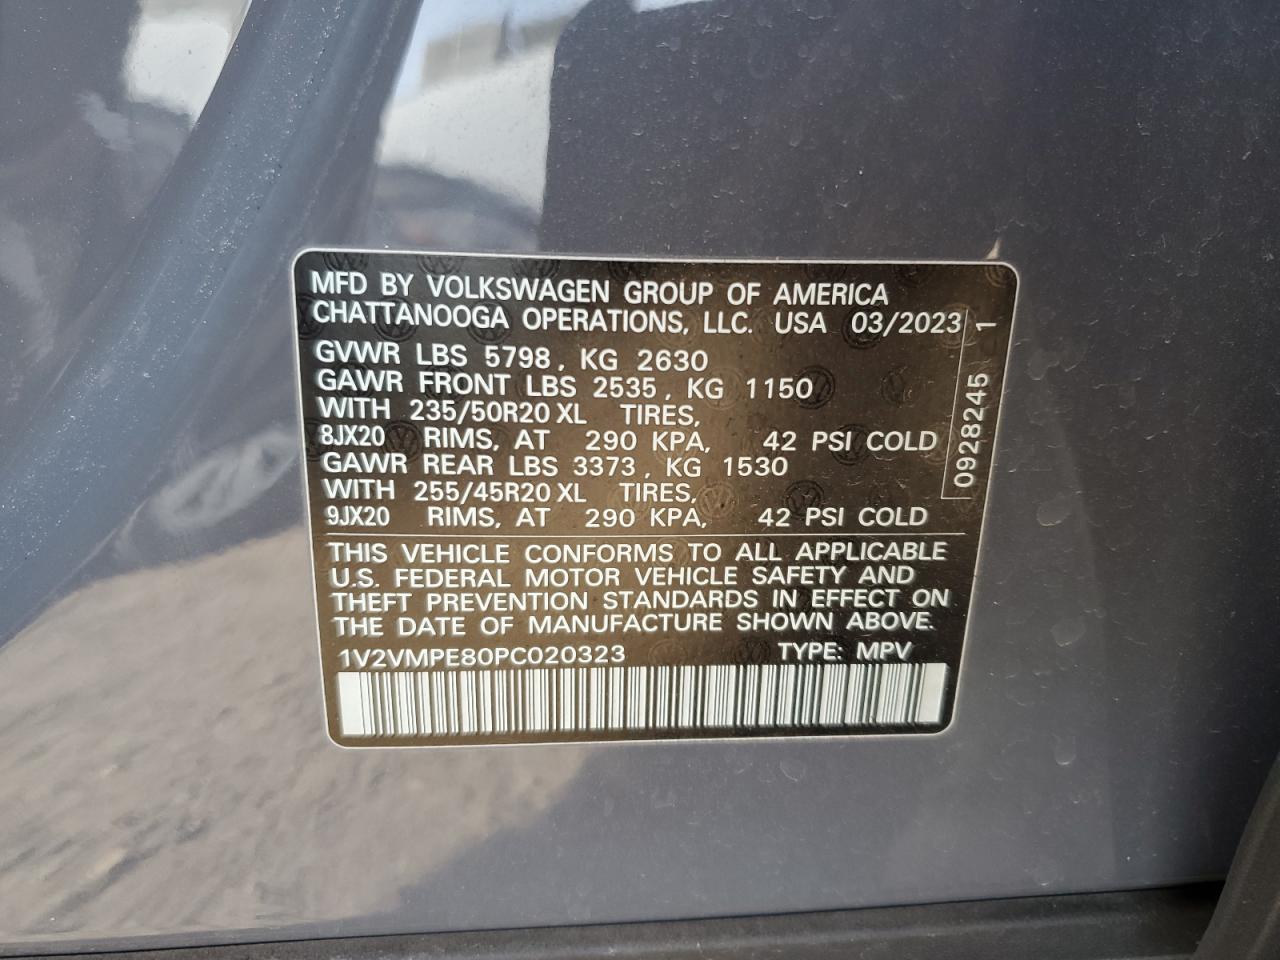 MFD BY VOLKSWAGEN GROUP OF AMERICA
CHATTANOOGA OPERATIONS, LLC. USA 03/2023
GVWR LBS 5798, KG 2630
GAWR FRONT LBS 2535, KG 1150
WITH 235/50R20 XL TIRES,
8JX20 RIMS, AT 290 KPA, 42 PSI COLD
GAWR REAR LBS 3373, KG 1530
WITH 255/45R20 XL TIRES,
9JX20 RIMS, AT 290 KPA, 42 PSI COLD
0928245 1
THIS VEHICLE CONFORMS TO ALL APPLICABLE
U.S. FEDERAL MOTOR VEHICLE SAFETY AND
THEFT PREVENTION STANDARDS IN EFFECT ON
THE DATE OF MANUFACTURE SHOWN ABOVE.
1V2VMPE80PC020323 TYPE: MPV